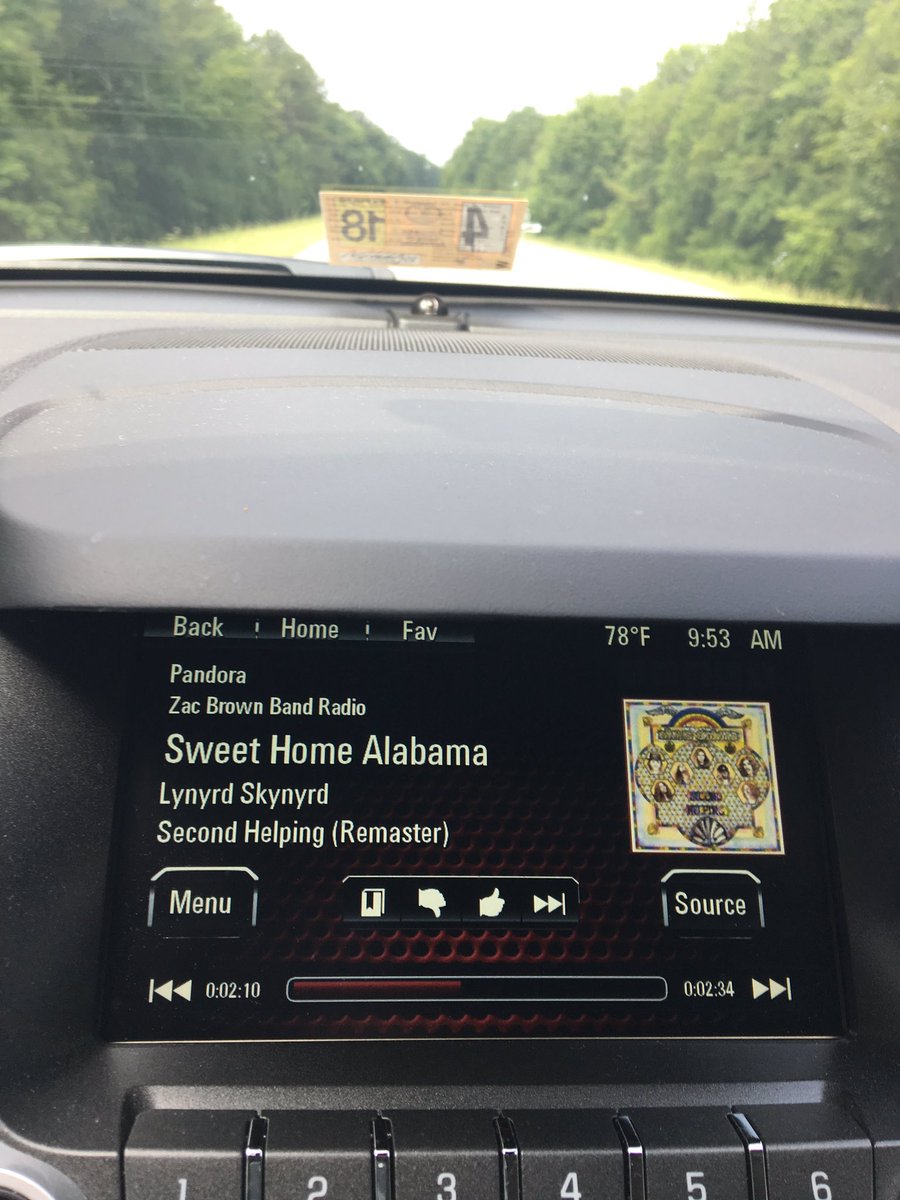 18 4
Back Home Fav 78°F 9:53 AM
Pandora
Zac Brown Band Radio
Sweet Home Alabama
Lynyrd Skynyrd
Second Helping (Remaster)
Menu Source
0:02:10 0:02:34
1 2 3 4 5 6